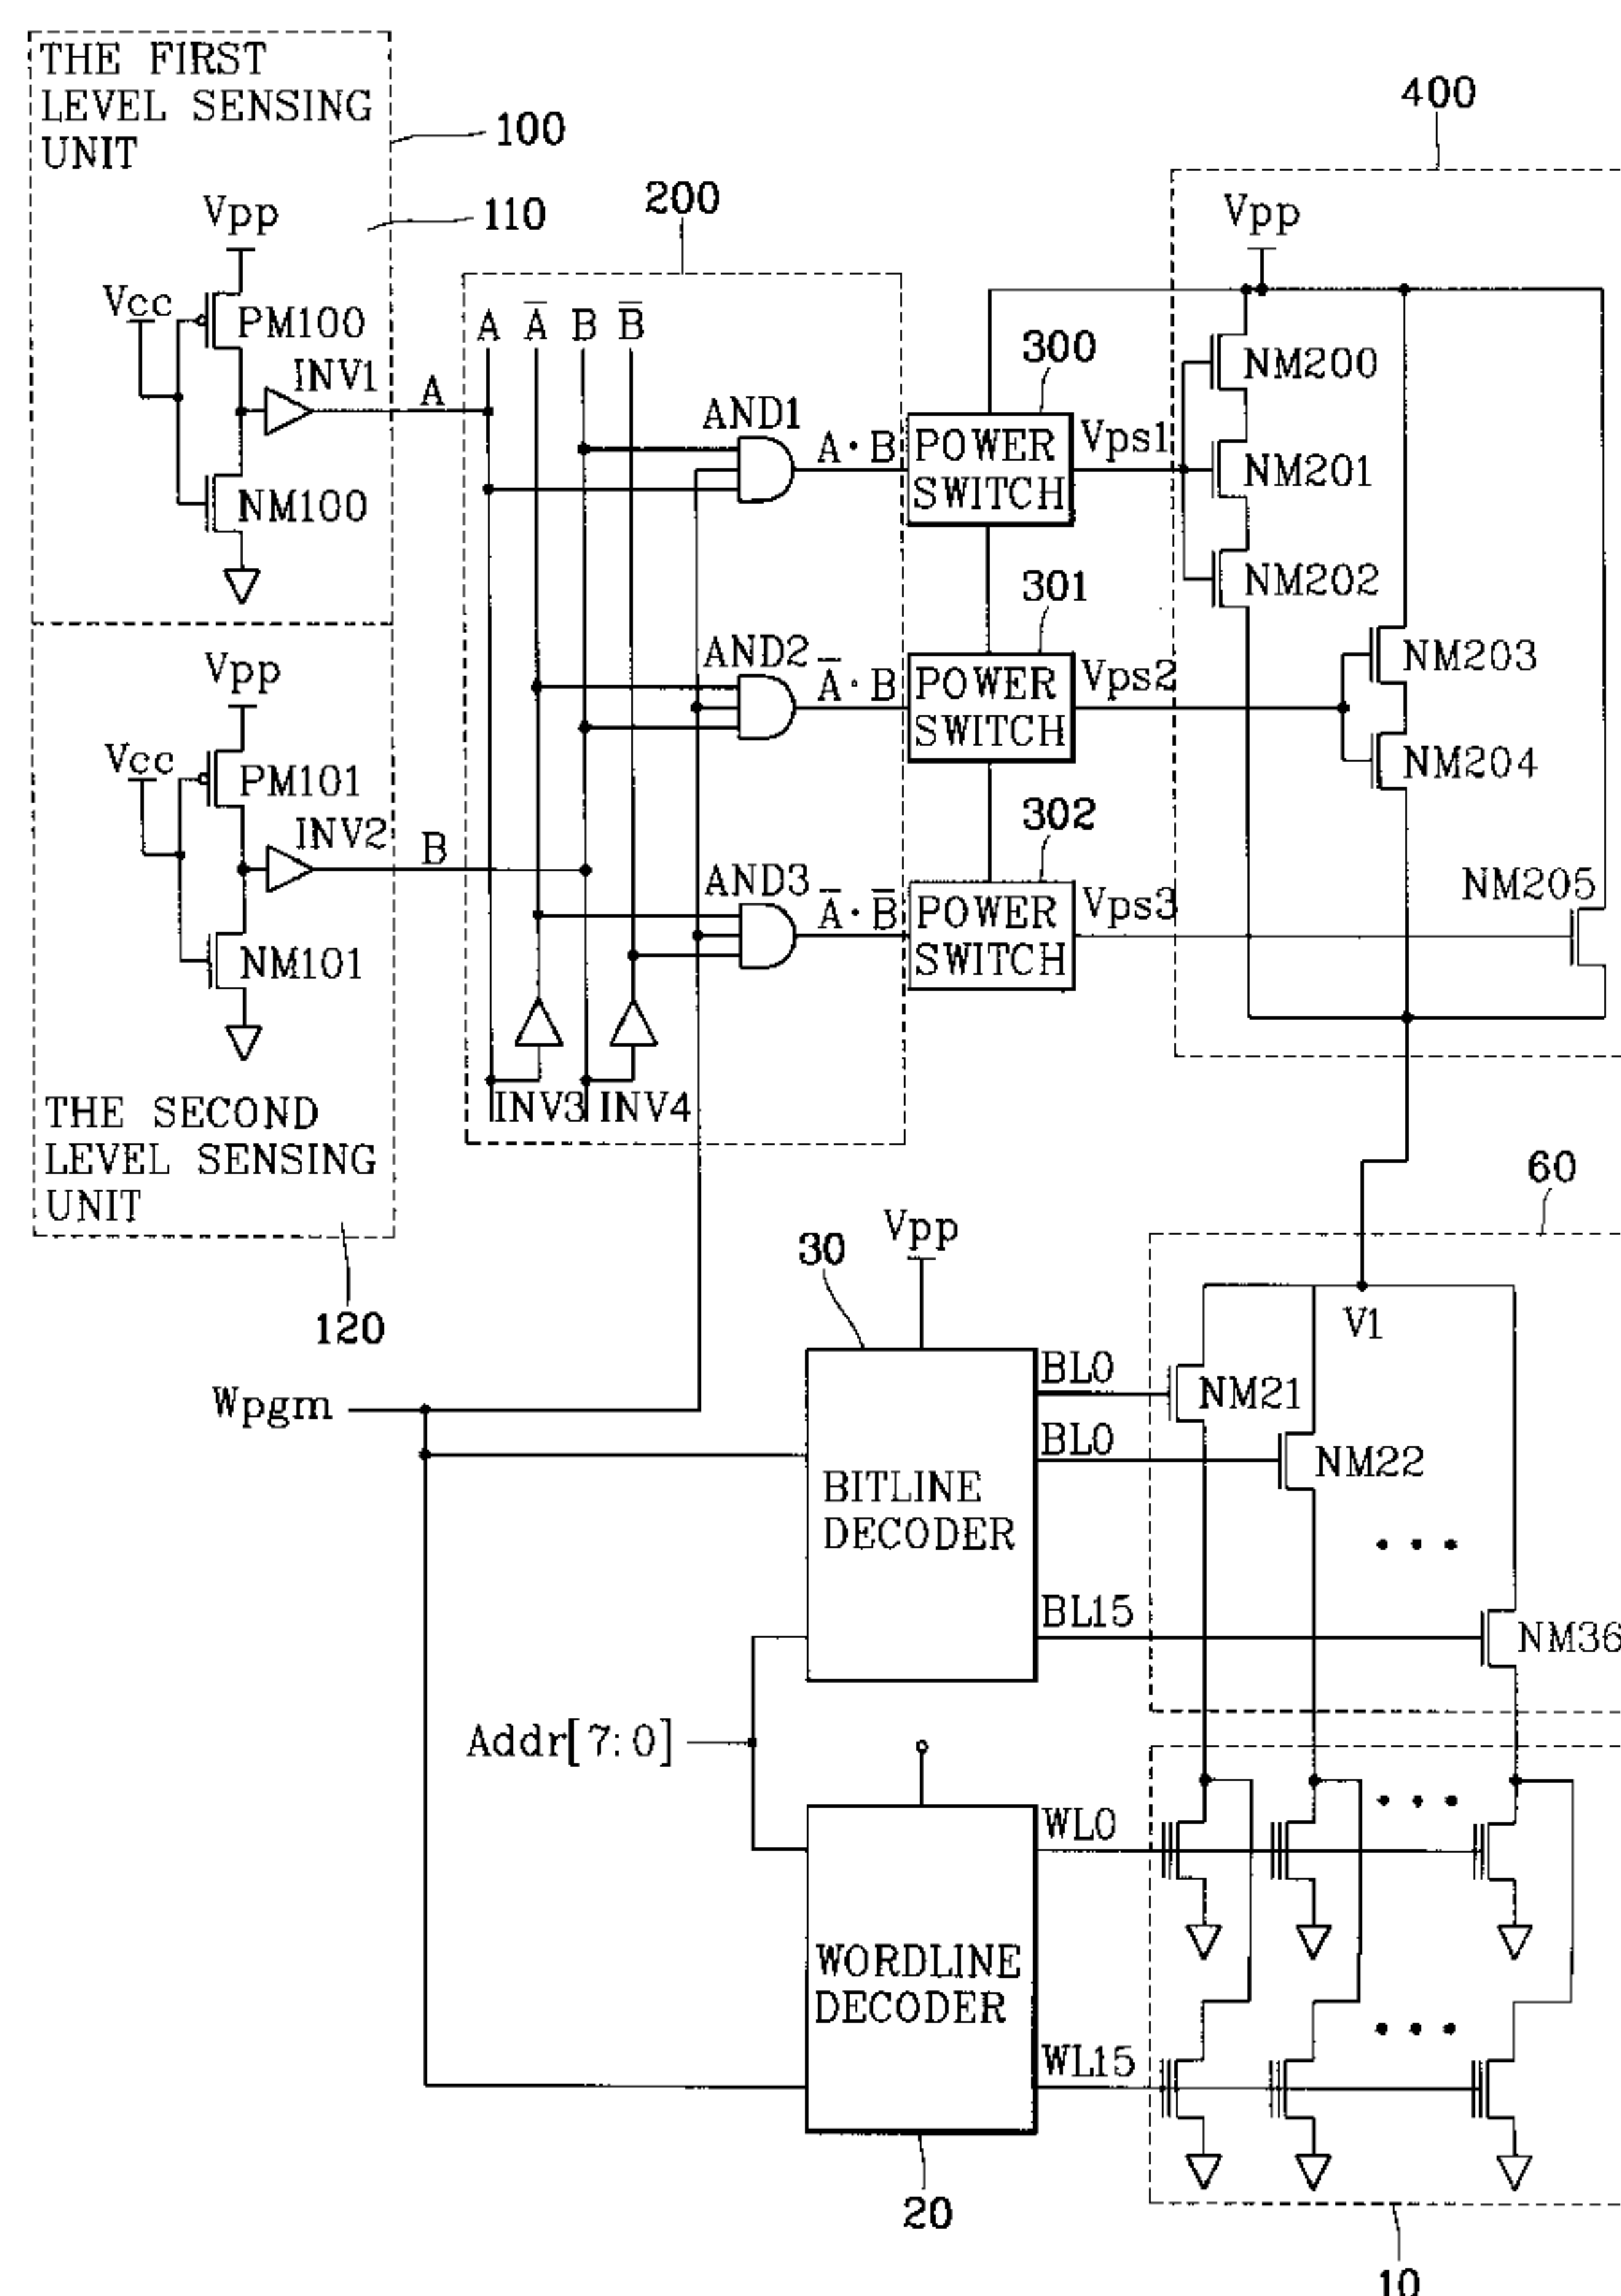 THE FIRST
LEVEL SENSING
UNIT
100
110
Vpp
Vcc
PM100
INV1
A
NM100
Vpp
Vcc
PM101
INV2
B
NM101
THE SECOND
LEVEL SENSING
UNIT
120
200
A A̅ B B̅
AND1
A·B
AND2
A̅·B
AND3
A̅·B̅
INV3 INV4
300
POWER
SWITCH
Vps1
301
POWER
SWITCH
Vps2
302
POWER
SWITCH
Vps3
400
Vpp
NM200
NM201
NM202
NM203
NM204
NM205
60
V1
Vpp
30
Wpgm
BITLINE
DECODER
BL0
NM21
BL0
NM22
BL15
NM36
Addr[7:0]
WL0
WORDLINE
DECODER
WL15
20
10